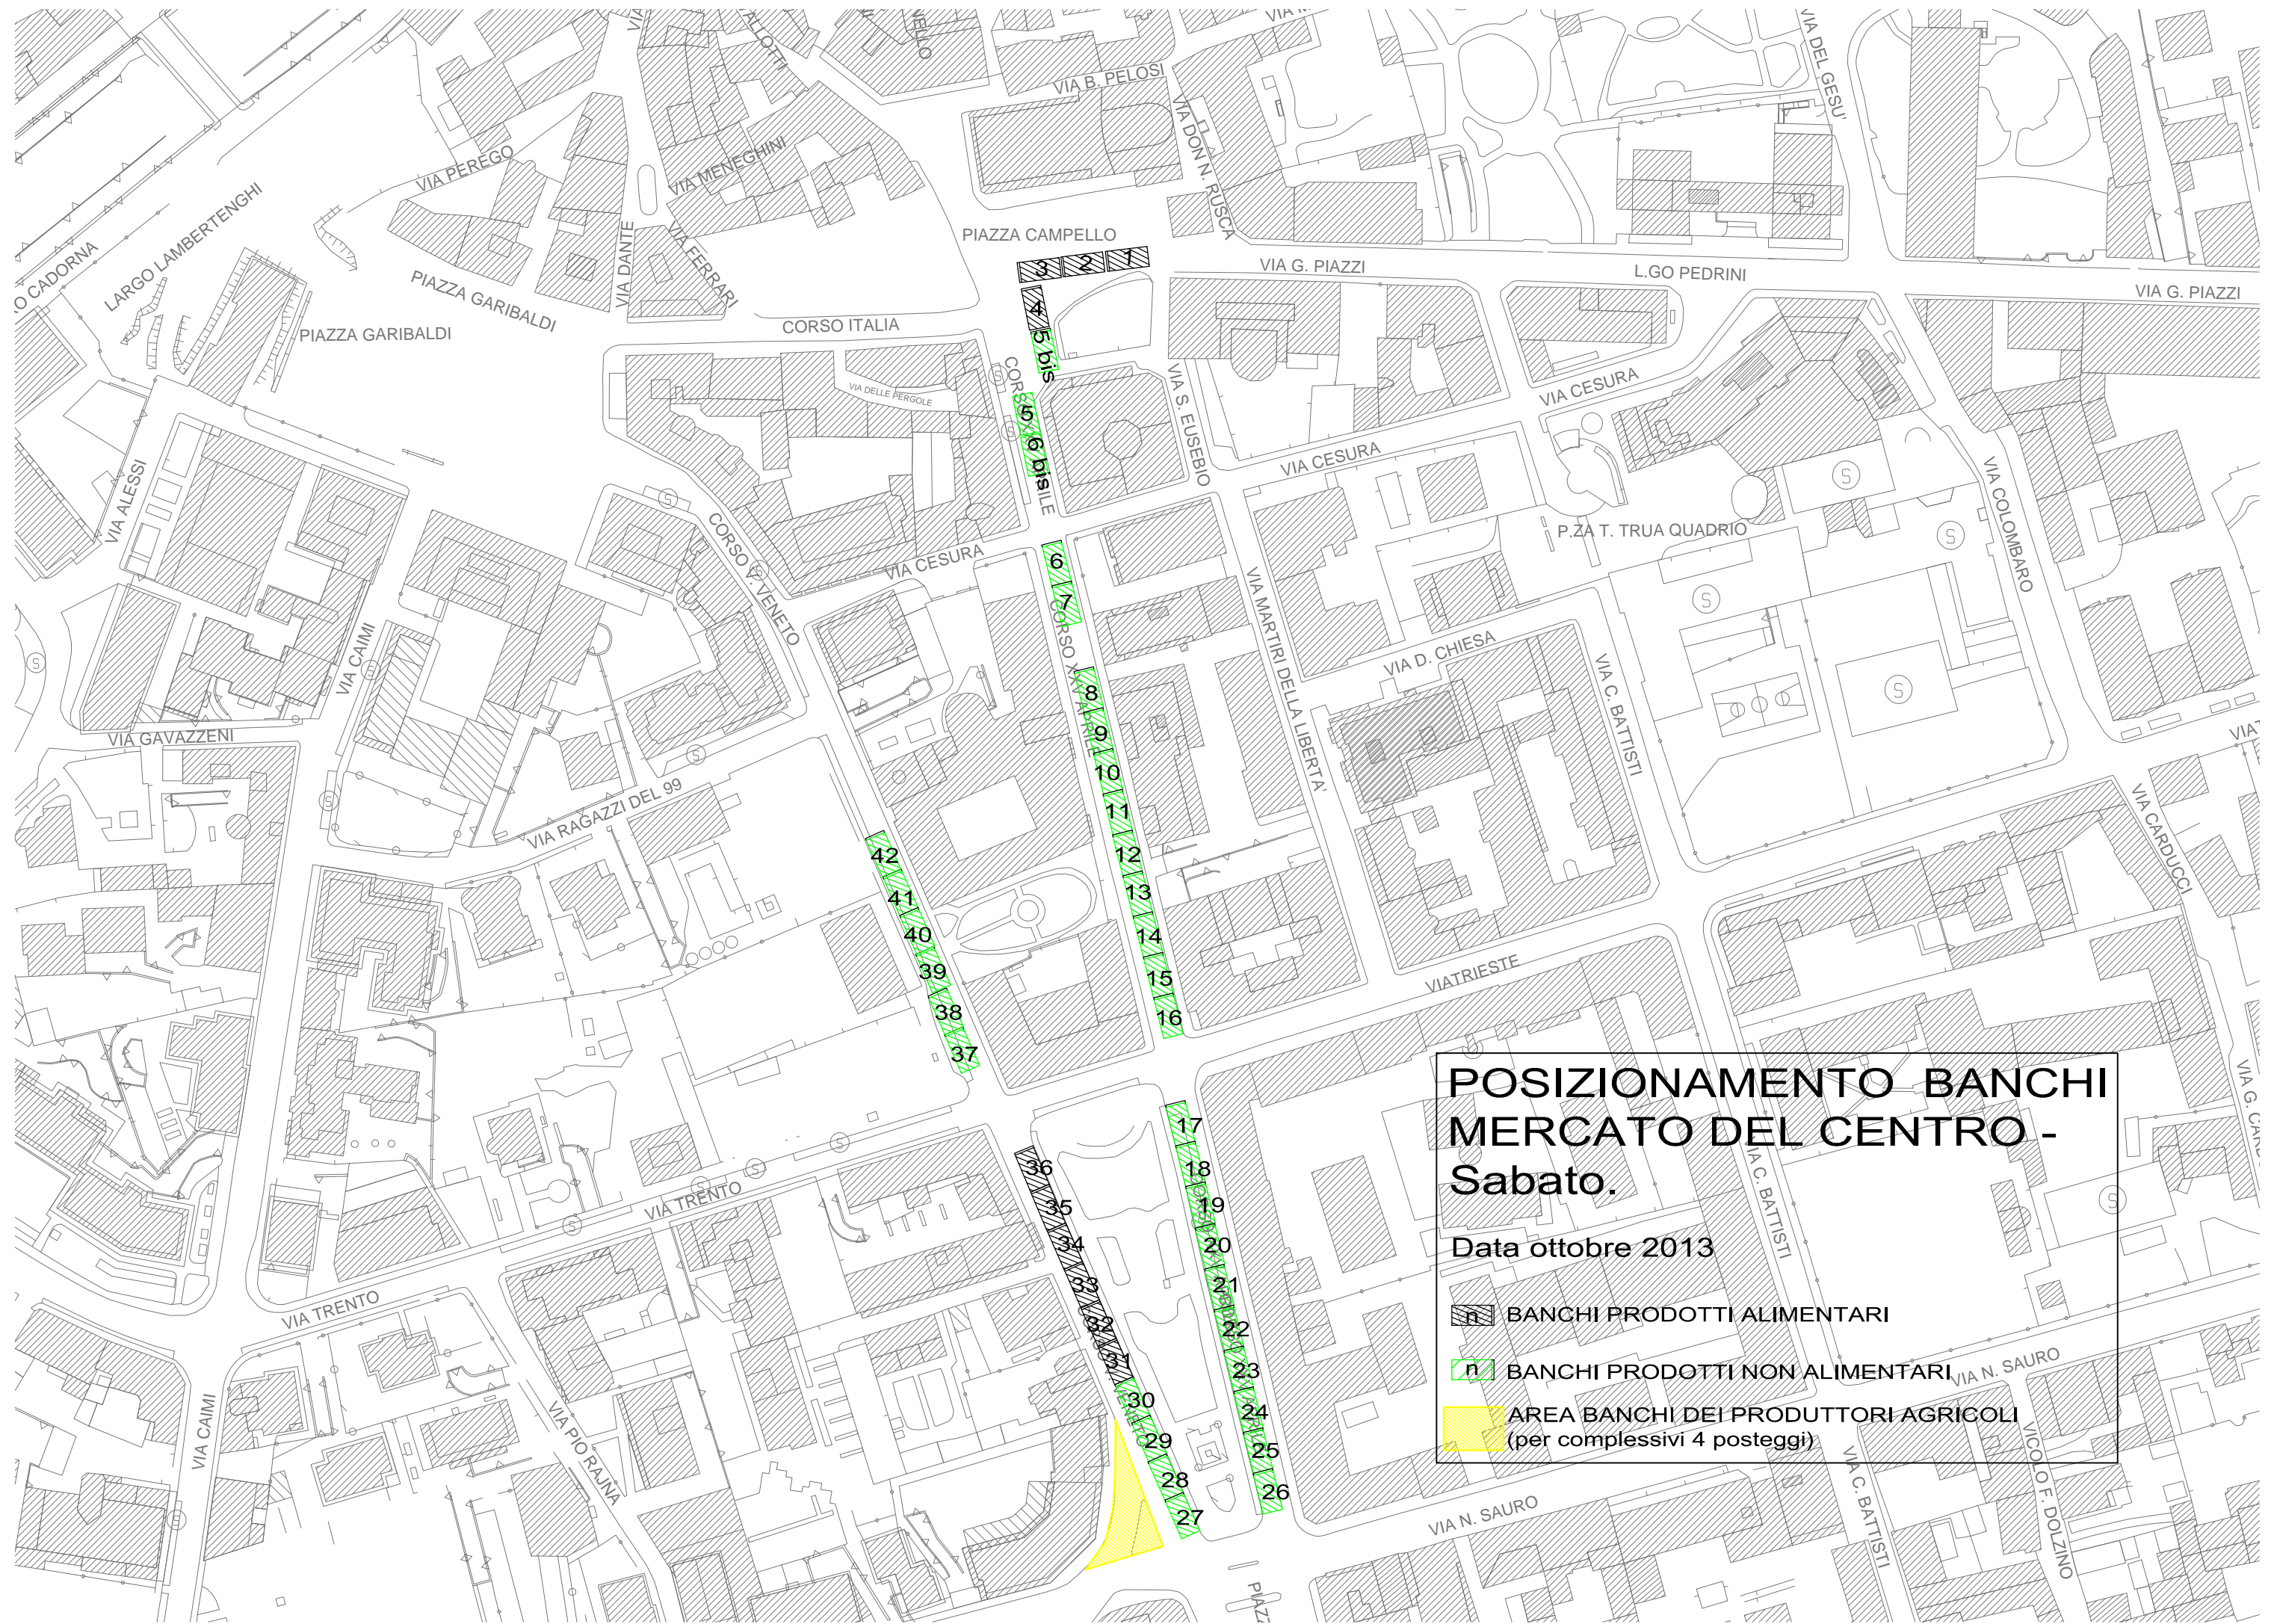 VIA B. PELOSI
VIA DEL GESU'
VIA DON N. RUSCA
VIA PEREGO
VIA MENEGHINI
LARGO LAMBERTENGHI
VIA DANTE
VIA FERRARI
PIAZZA CAMPELLO
PIAZZA GARIBALDI
PIAZZA GARIBALDI
CORSO ITALIA
VIA G. PIAZZI
L.GO PEDRINI
VIA G. PIAZZI
1
2
3
4
5 bis
5
6 bis
VIA DELLE PERGOLE
VIA S. EUSEBIO
VIA CESURA
VIA CESURA
VIA CESURA
VIA ALESSI
CORSO V. VENETO
P.ZA T. TRUA QUADRIO
VIA COLOMBARO
VIA CAIMI
VIA GAVAZZENI
VIA RAGAZZI DEL 99
CORSO XXV APRILE
VIA MARTIRI DELLA LIBERTA'
VIA D. CHIESA
VIA C. BATTISTI
VIA CARDUCCI
6
7
8
9
10
11
12
13
14
15
16
42
41
40
39
38
37
VIATRIESTE
VIA TRENTO
VIA TRENTO
VIA CAIMI
VIA PIO RAJNA
17
18
19
20
21
22
23
24
25
26
36
35
34
33
32
31
30
29
28
27
POSIZIONAMENTO BANCHI
MERCATO DEL CENTRO -
Sabato.
Data ottobre 2013
n BANCHI PRODOTTI ALIMENTARI
n BANCHI PRODOTTI NON ALIMENTARI
AREA BANCHI DEI PRODUTTORI AGRICOLI
(per complessivi 4 posteggi)
VIA C. BATTISTI
VIA N. SAURO
VIA N. SAURO
VIA C. BATTISTI
VICOLO F. DOLZINO